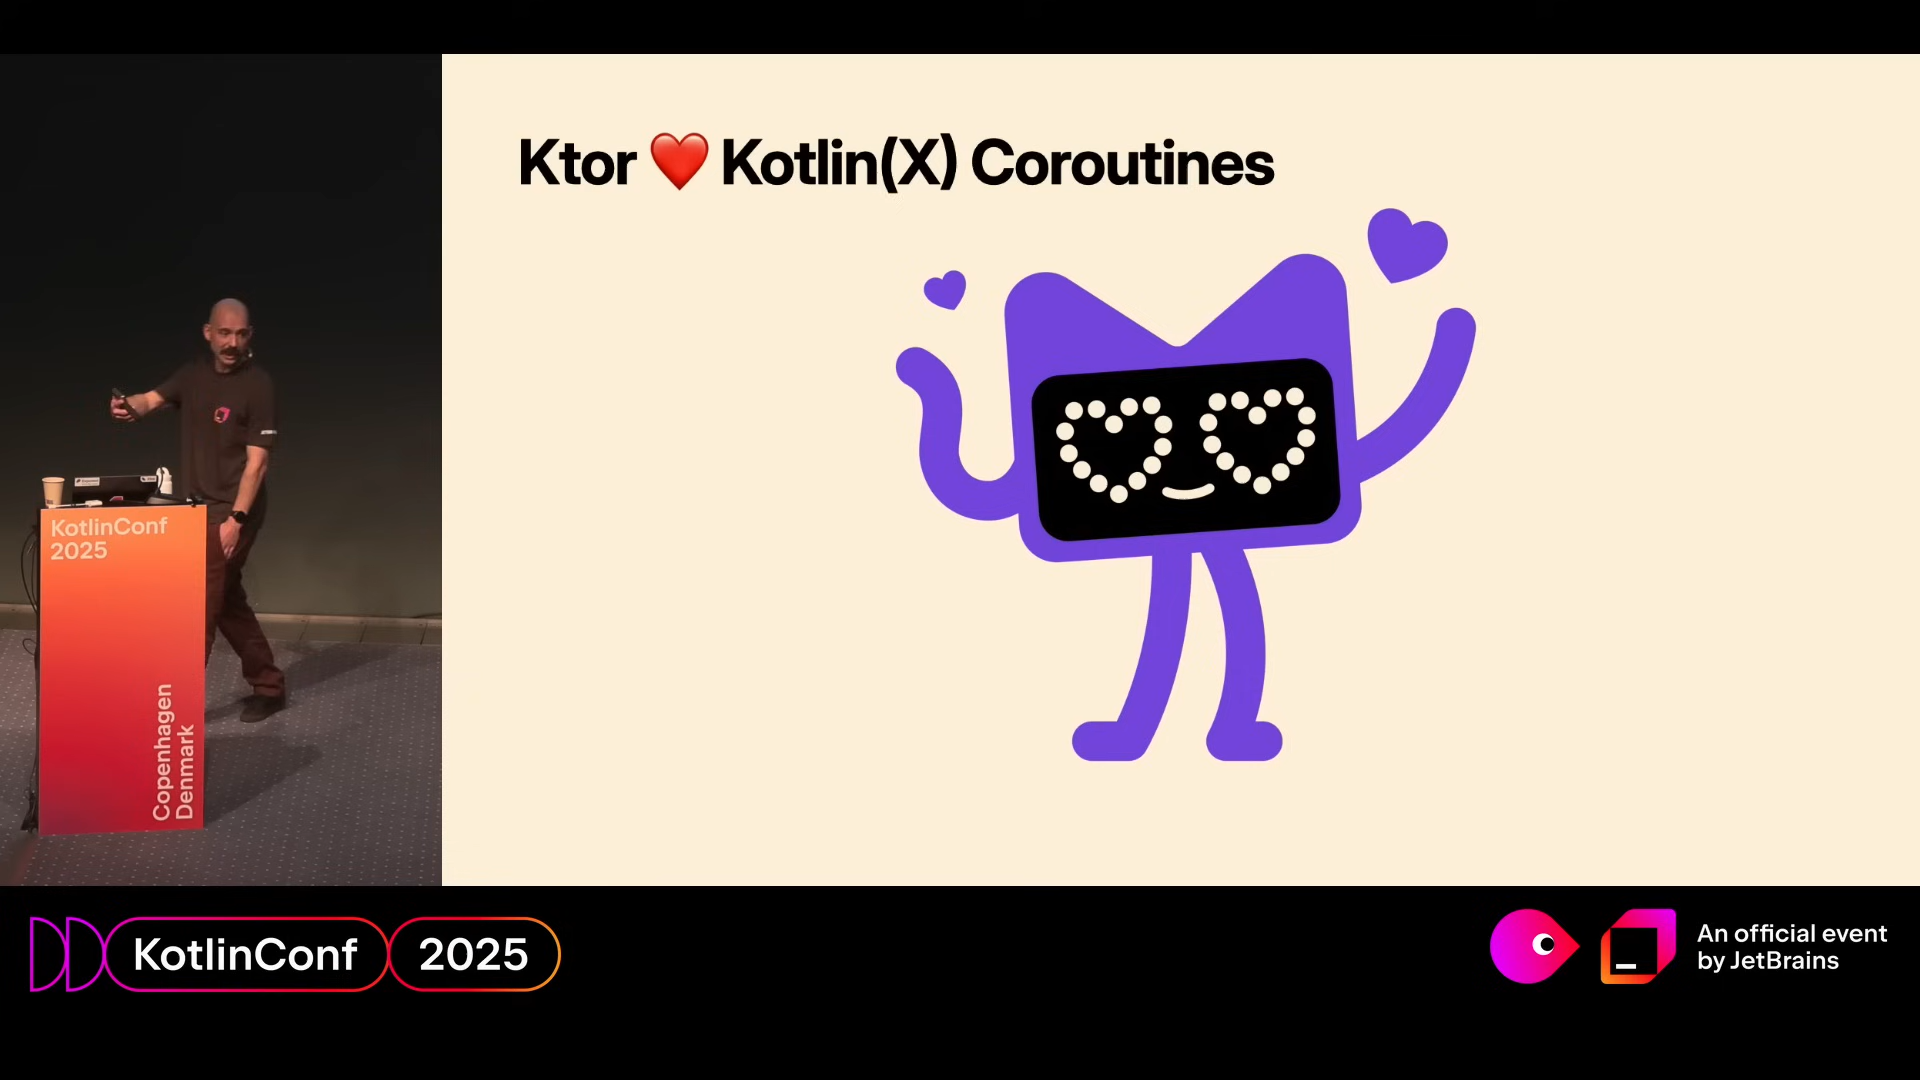 Ktor ❤️ Kotlin(X) Coroutines
KotlinConf
2025
Copenhagen
Denmark
KotlinConf 2025
An official event
by JetBrains